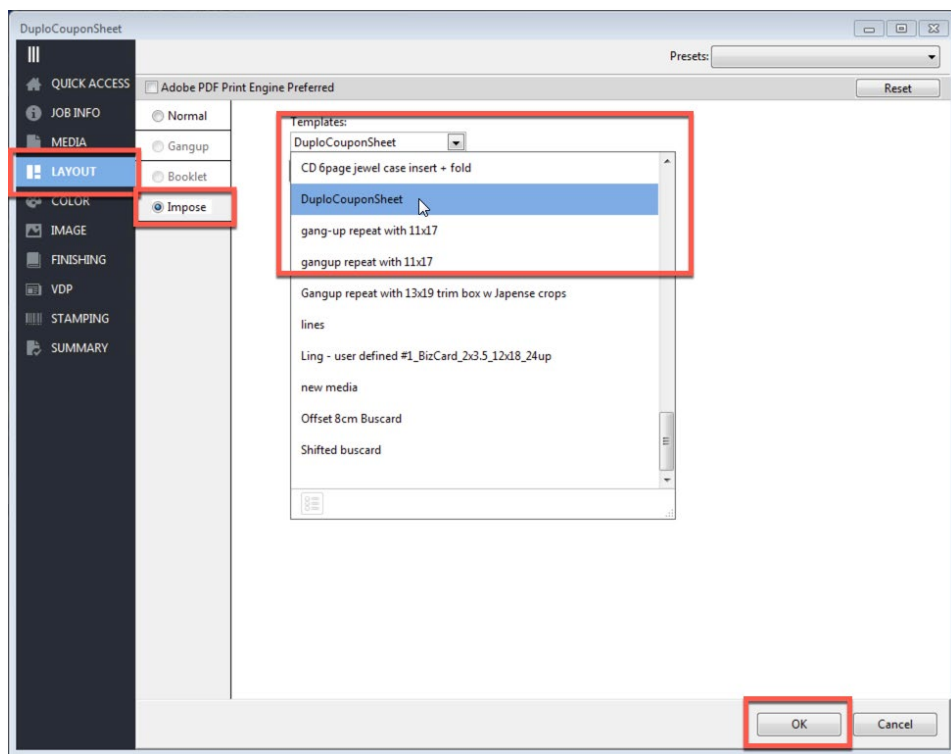 DuploCouponSheet
Presets:
QUICK ACCESS
JOB INFO
MEDIA
LAYOUT
COLOR
IMAGE
FINISHING
VDP
STAMPING
SUMMARY
Adobe PDF Print Engine Preferred
Reset
Normal
Gangup
Booklet
Impose
Templates:
DuploCouponSheet
CD 6page jewel case insert + fold
DuploCouponSheet
gang-up repeat with 11x17
gangup repeat with 11x17
Gangup repeat with 13x19 trim box w Japense crops
lines
Ling - user defined #1_BizCard_2x3.5_12x18_24up
new media
Offset 8cm Buscard
Shifted buscard
OK
Cancel